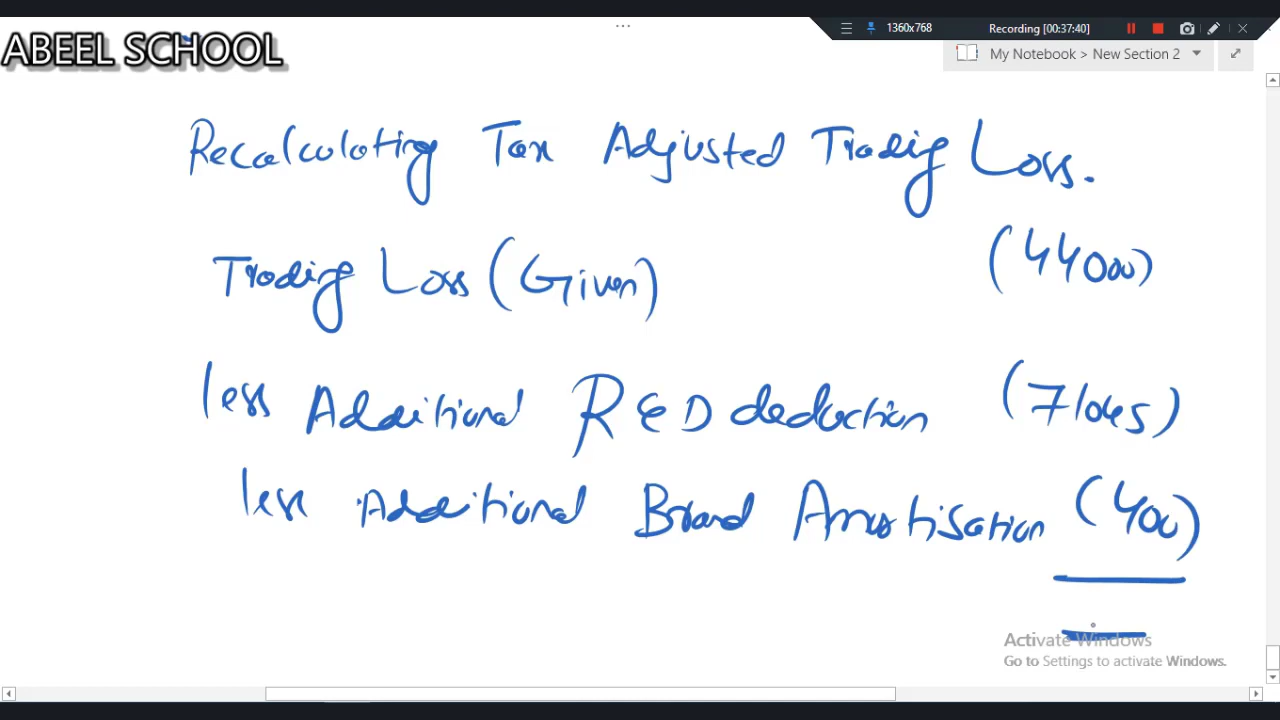 1360x768 Recording [00:37:40]
ABEEL SCHOOL
My Notebook > New Section 2
Recalculating Tax Adjusted Trading Loss.
Trading Loss (Given) (44000)
less Additional R&D deduction (71045)
less Additional Brand Amortisation (400)
Activate Windows
Go to Settings to activate Windows.